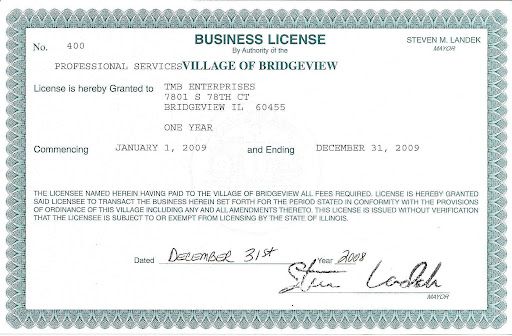 BUSINESS LICENSE
By Authority of the
STEVEN M. LANDEK
MAYOR
No. 400
PROFESSIONAL SERVICES VILLAGE OF BRIDGEVIEW
License is hereby Granted to TMB ENTERPRISES
7801 S 78TH CT
BRIDGEVIEW IL 60455
ONE YEAR
Commencing JANUARY 1, 2009 and Ending DECEMBER 31, 2009
THE LICENSEE NAMED HEREIN HAVING PAID TO THE VILLAGE OF BRIDGEVIEW ALL FEES REQUIRED. LICENSE IS HEREBY GRANTED
SAID LICENSEE TO TRANSACT THE BUSINESS HEREIN SET FORTH FOR THE PERIOD STATED IN CONFORMITY WITH THE PROVISIONS
OF ORDINANCE OF THIS VILLAGE INCLUDING ANY AND ALL AMENDMENTS THERETO. THIS LICENSE IS ISSUED WITHOUT VERIFICATION
THAT THE LICENSEE IS SUBJECT TO OR EXEMPT FROM LICENSING BY THE STATE OF ILLINOIS.
Dated DECEMBER 31st Year 2008
Steven Landek
MAYOR